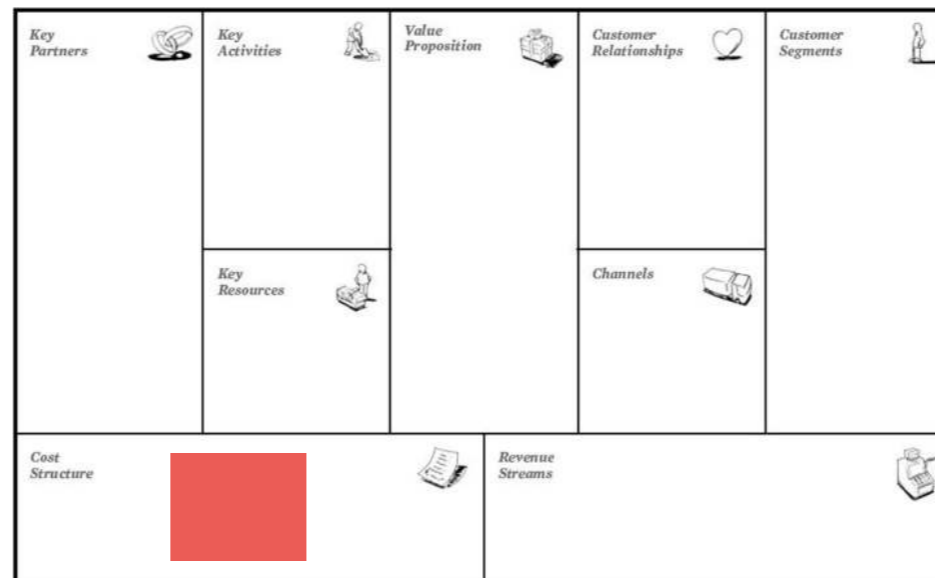 Key
Partners
Key
Activities
Value
Proposition
Customer
Relationships
Customer
Segments
Key
Resources
Channels
Cost
Structure
Revenue
Streams